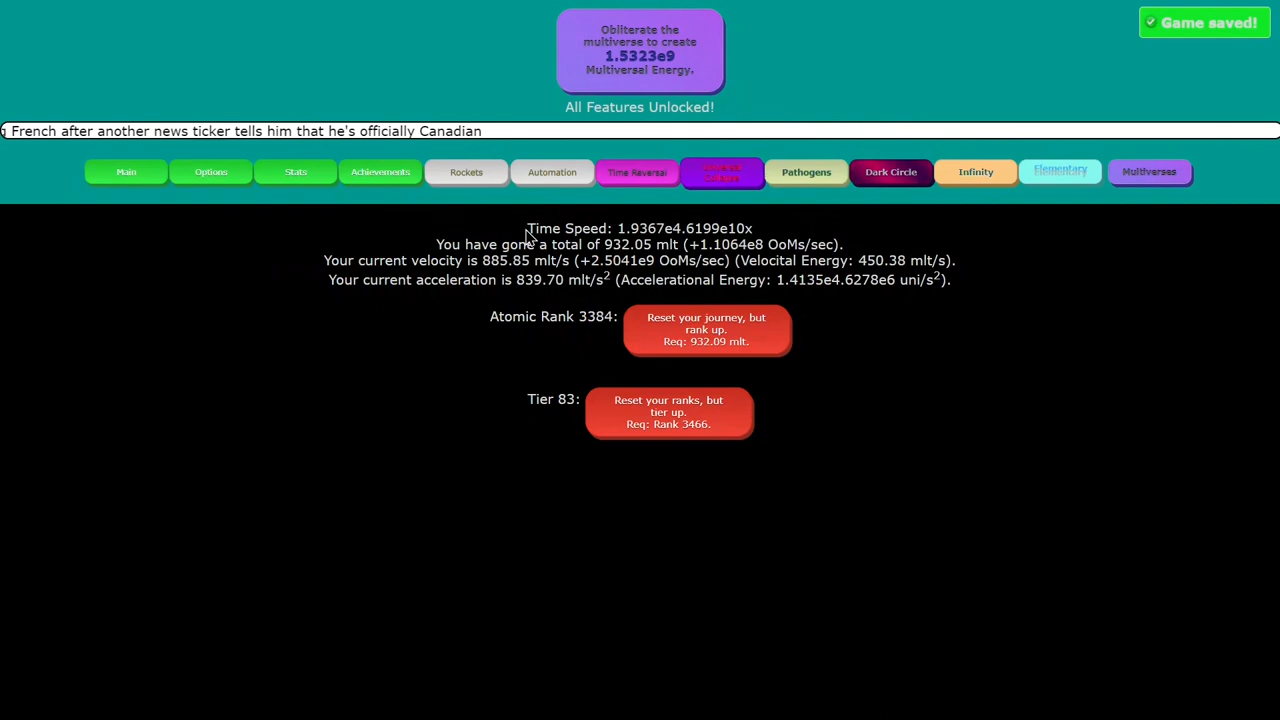 Obliterate the
multiverse to create
1.5323e9
Multiversal Energy.
Game saved!
All Features Unlocked!
French after another news ticker tells him that he's officially Canadian
Main
Options
Stats
Achievements
Rockets
Automation
Time Reversal
Universal
Collapse
Pathogens
Dark Circle
Infinity
Elementary
Multiverses
Time Speed: 1.9367e4.6199e10x
You have gone a total of 932.05 mlt (+1.1064e8 OoMs/sec).
Your current velocity is 885.85 mlt/s (+2.5041e9 OoMs/sec) (Velocital Energy: 450.38 mlt/s).
Your current acceleration is 839.70 mlt/s² (Accelerational Energy: 1.4135e4.6278e6 uni/s²).
Atomic Rank 3384:
Reset your journey, but
rank up.
Req: 932.09 mlt.
Tier 83:
Reset your ranks, but
tier up.
Req: Rank 3466.